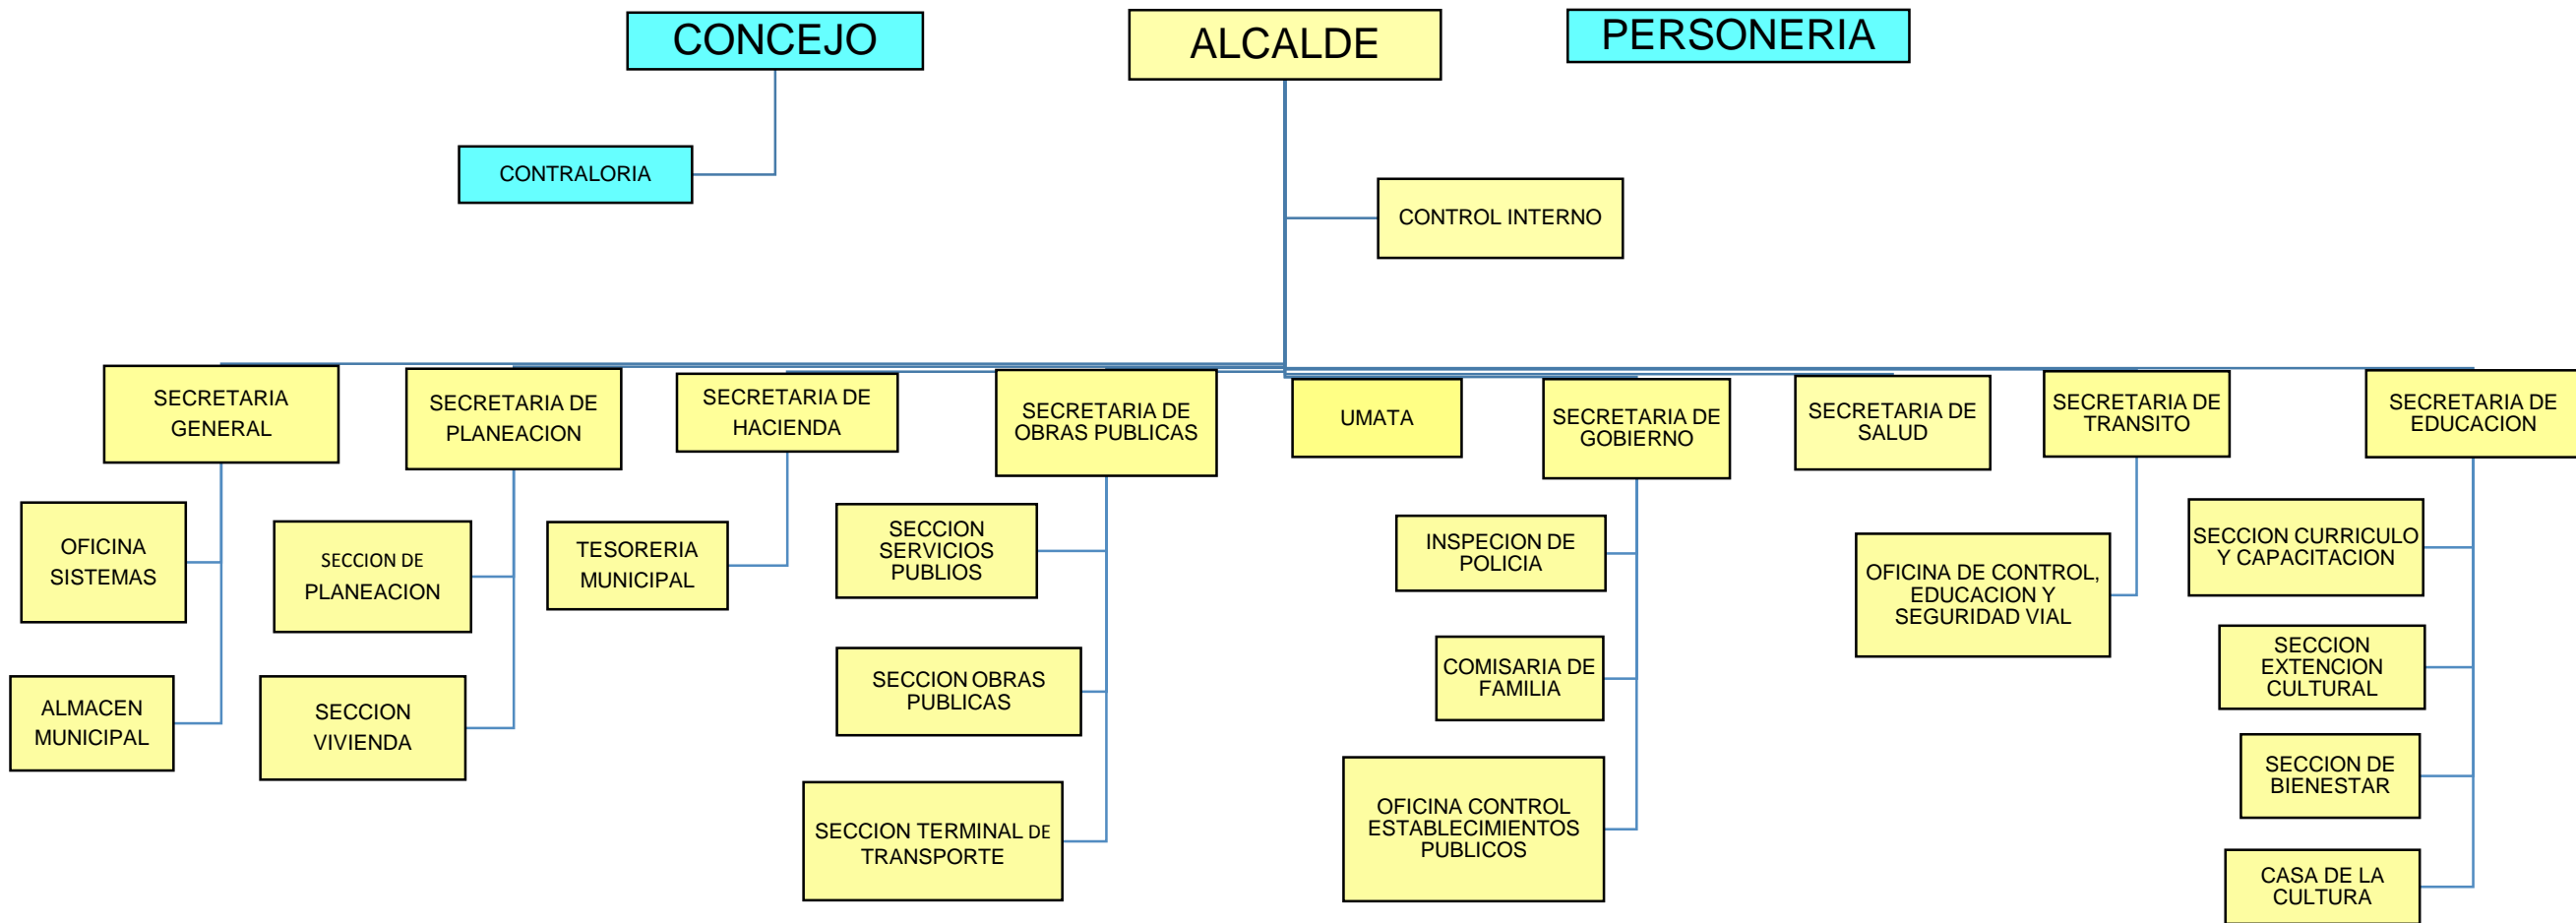 CONCEJO
ALCALDE
PERSONERIA
CONTRALORIA
CONTROL INTERNO
SECRETARIA
GENERAL
SECRETARIA DE
PLANEACION
SECRETARIA DE
HACIENDA
SECRETARIA DE
OBRAS PUBLICAS
UMATA
SECRETARIA DE
GOBIERNO
SECRETARIA DE
SALUD
SECRETARIA DE
TRANSITO
SECRETARIA DE
EDUCACION
OFICINA
SISTEMAS
SECCION DE
PLANEACION
TESORERIA
MUNICIPAL
SECCION
SERVICIOS
PUBLIOS
INSPECION DE
POLICIA
OFICINA DE CONTROL,
EDUCACION Y
SEGURIDAD VIAL
SECCION CURRICULO
Y CAPACITACION
ALMACEN
MUNICIPAL
SECCION
VIVIENDA
SECCION OBRAS
PUBLICAS
COMISARIA DE
FAMILIA
SECCION
EXTENCION
CULTURAL
SECCION DE
BIENESTAR
SECCION TERMINAL DE
TRANSPORTE
OFICINA CONTROL
ESTABLECIMIENTOS
PUBLICOS
CASA DE LA
CULTURA